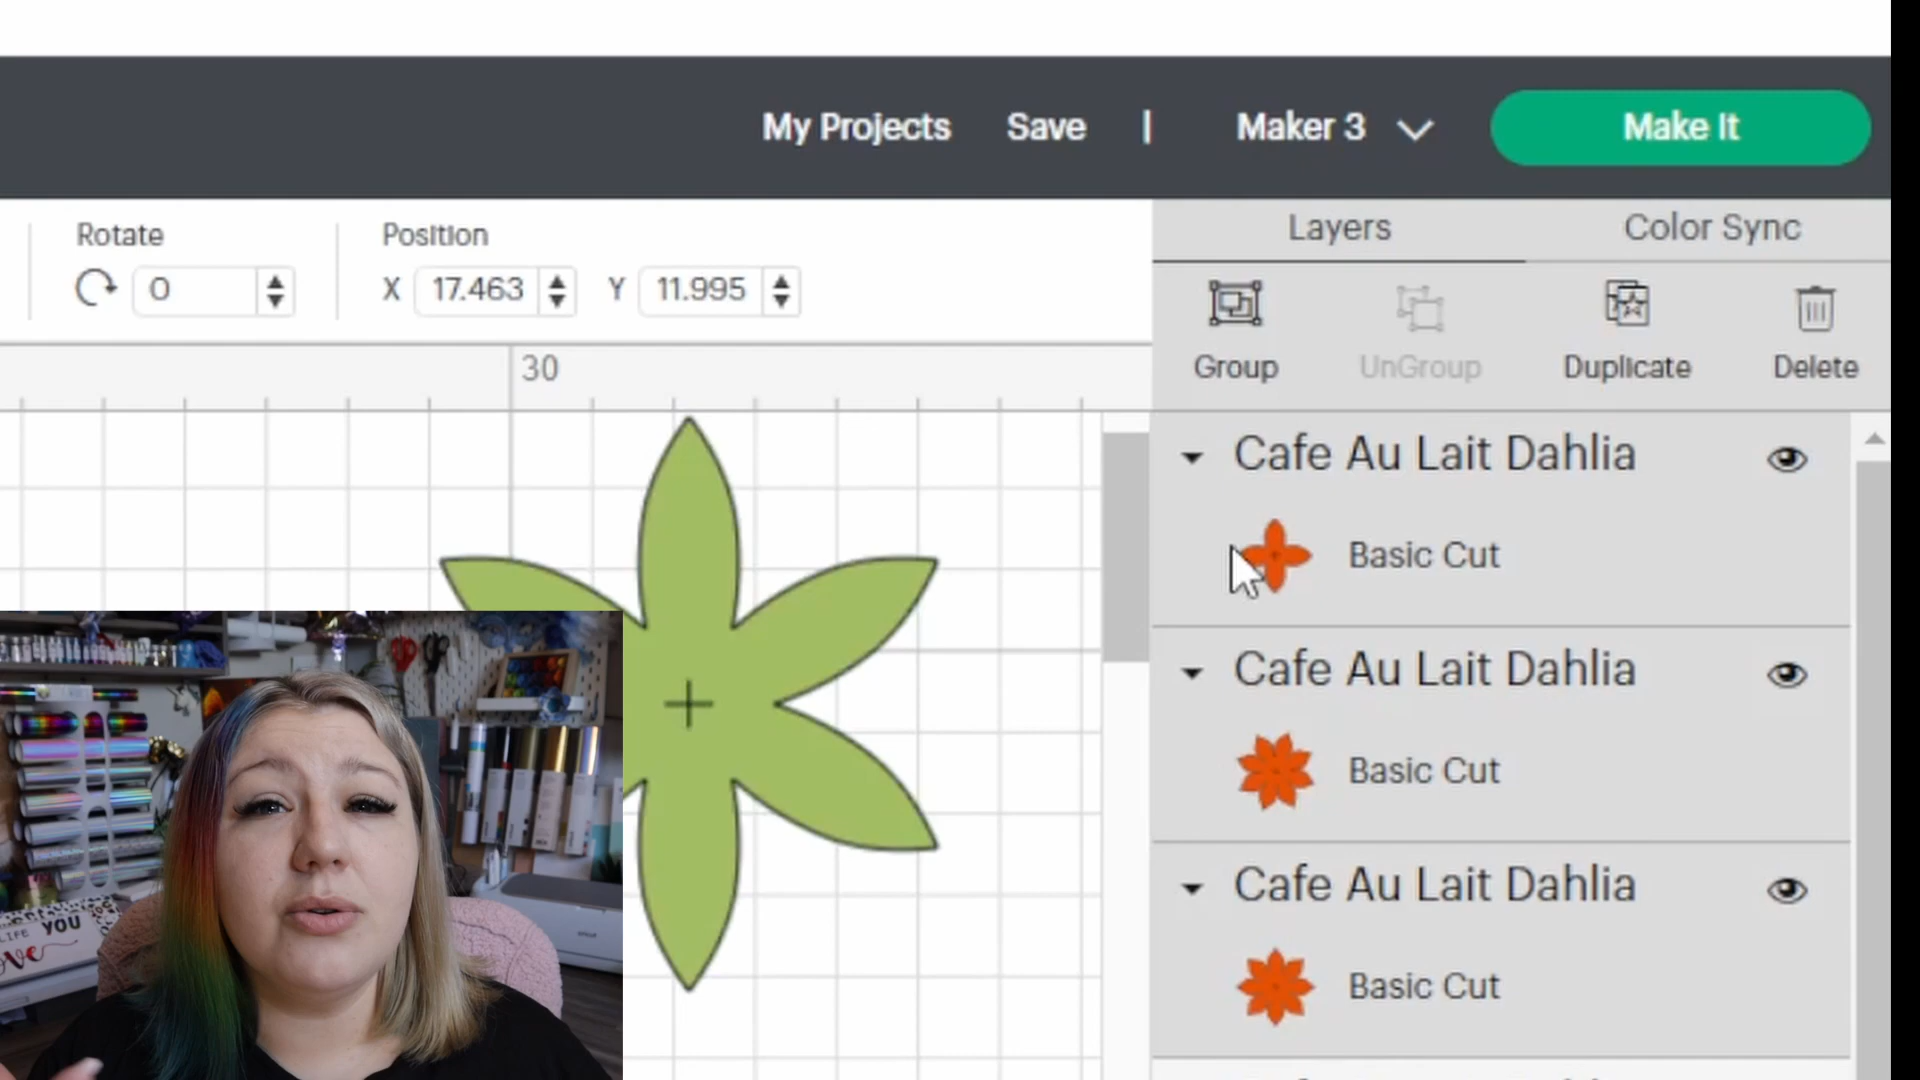 My Projects Save | Maker 3 Make It
Rotate Position
0 X 17.463 Y 11.995
Layers Color Sync
Group UnGroup Duplicate Delete
30
Cafe Au Lait Dahlia
Basic Cut
Cafe Au Lait Dahlia
Basic Cut
Cafe Au Lait Dahlia
Basic Cut
LIFE YOU